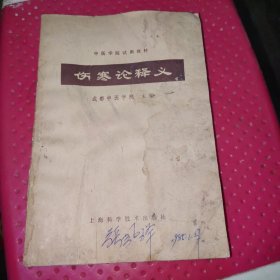 中医学院试用教材
伤寒论释义
成都中医学院 主编
上海科学技术出版社